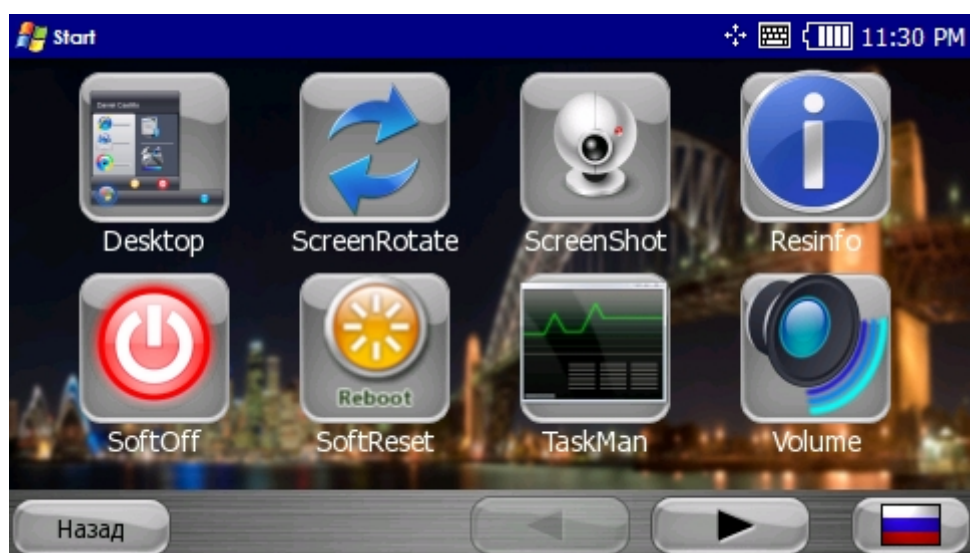 Start 11:30 PM
Desktop ScreenRotate ScreenShot Resinfo
Reboot
SoftOff SoftReset TaskMan Volume
Назад